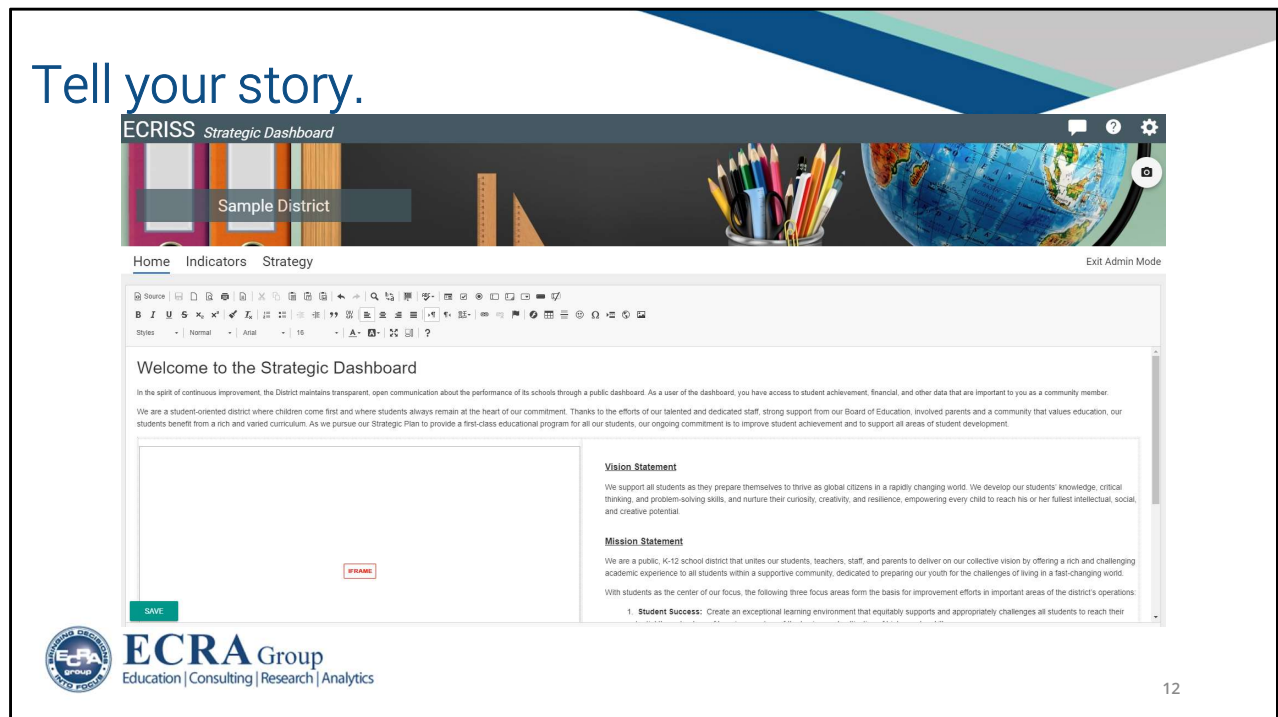 Tell your story.
ECRISS Strategic Dashboard
Sample District
Home Indicators Strategy Exit Admin Mode
Source
B I U S x₂ x² Iₓ
Styles Normal Arial 16 A A ?
Welcome to the Strategic Dashboard
In the spirit of continuous improvement, the District maintains transparent, open communication about the performance of its schools through a public dashboard. As a user of the dashboard, you have access to student achievement, financial, and other data that are important to you as a community member.
We are a student-oriented district where children come first and where students always remain at the heart of our commitment. Thanks to the efforts of our talented and dedicated staff, strong support from our Board of Education, involved parents and a community that values education, our
students benefit from a rich and varied curriculum. As we pursue our Strategic Plan to provide a first-class educational program for all our students, our ongoing commitment is to improve student achievement and to support all areas of student development.
IFRAME
SAVE
Vision Statement
We support all students as they prepare themselves to thrive as global citizens in a rapidly changing world. We develop our students' knowledge, critical
thinking, and problem-solving skills, and nurture their curiosity, creativity, and resilience, empowering every child to reach his or her fullest intellectual, social,
and creative potential.
Mission Statement
We are a public, K-12 school district that unites our students, teachers, staff, and parents to deliver on our collective vision by offering a rich and challenging
academic experience to all students within a supportive community, dedicated to preparing our youth for the challenges of living in a fast-changing world.
With students as the center of our focus, the following three focus areas form the basis for improvement efforts in important areas of the district's operations:
1. Student Success: Create an exceptional learning environment that equitably supports and appropriately challenges all students to reach their
BRINGING DECISIONS
ECRA
group
INTO FOCUS
ECRA Group
Education | Consulting | Research | Analytics
12